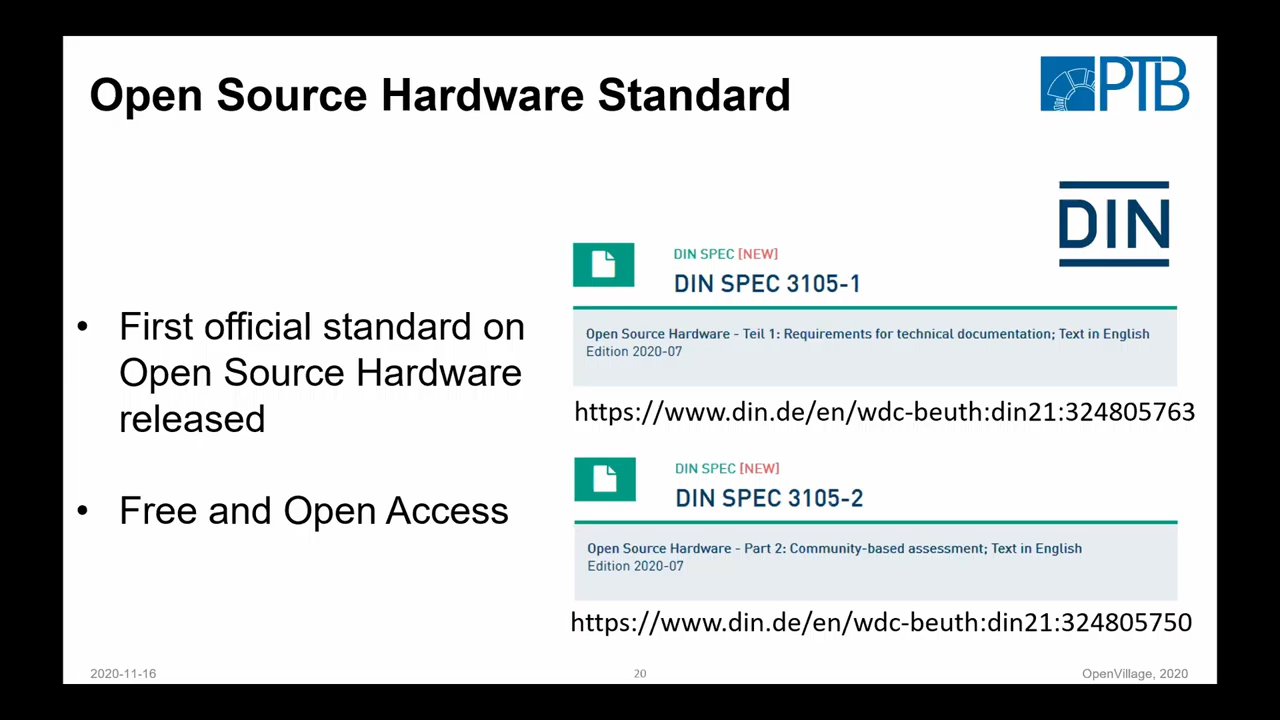 Open Source Hardware Standard
PTB
DIN
• First official standard on
Open Source Hardware
released
• Free and Open Access
DIN SPEC [NEW]
DIN SPEC 3105-1
Open Source Hardware - Teil 1: Requirements for technical documentation; Text in English
Edition 2020-07
https://www.din.de/en/wdc-beuth:din21:324805763
DIN SPEC [NEW]
DIN SPEC 3105-2
Open Source Hardware - Part 2: Community-based assessment; Text in English
Edition 2020-07
https://www.din.de/en/wdc-beuth:din21:324805750
2020-11-16
20
OpenVillage, 2020